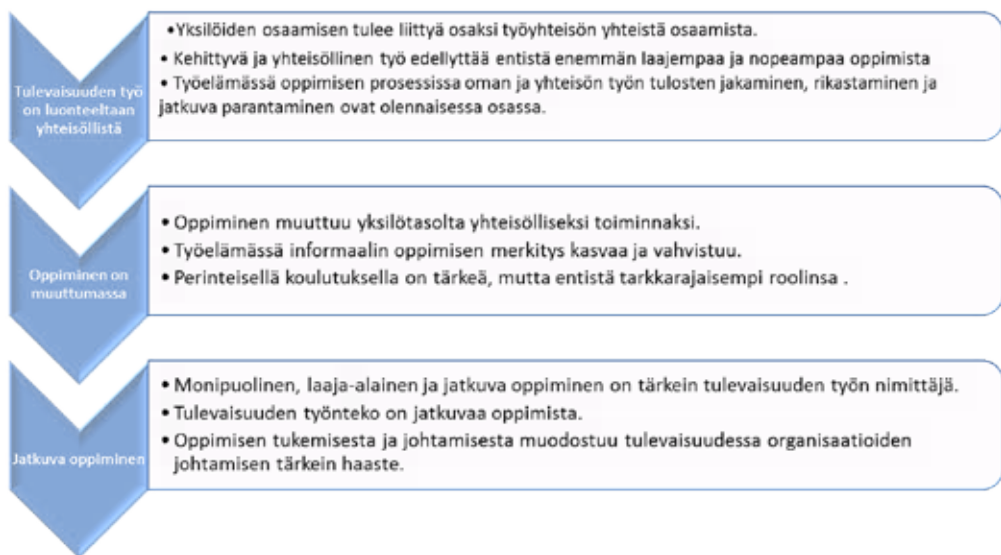 Tulevaisuuden työ
on luonteeltaan
yhteisöllistä
•Yksilöiden osaamisen tulee liittyä osaksi työyhteisön yhteistä osaamista.
• Kehittyvä ja yhteisöllinen työ edellyttää entistä enemmän laajempaa ja nopeampaa oppimista
• Työelämässä oppimisen prosessissa oman ja yhteisön työn tulosten jakaminen, rikastaminen ja
jatkuva parantaminen ovat olennaisessa osassa.
Oppiminen on
muuttumassa
• Oppiminen muuttuu yksilötasolta yhteisölliseksi toiminnaksi.
• Työelämässä informaalin oppimisen merkitys kasvaa ja vahvistuu.
• Perinteisellä koulutuksella on tärkeä, mutta entistä tarkkarajaisempi roolinsa .
Jatkuva oppiminen
• Monipuolinen, laaja-alainen ja jatkuva oppiminen on tärkein tulevaisuuden työn nimittäjä.
• Tulevaisuuden työnteko on jatkuvaa oppimista.
• Oppimisen tukemisesta ja johtamisesta muodostuu tulevaisuudessa organisaatioiden
johtamisen tärkein haaste.